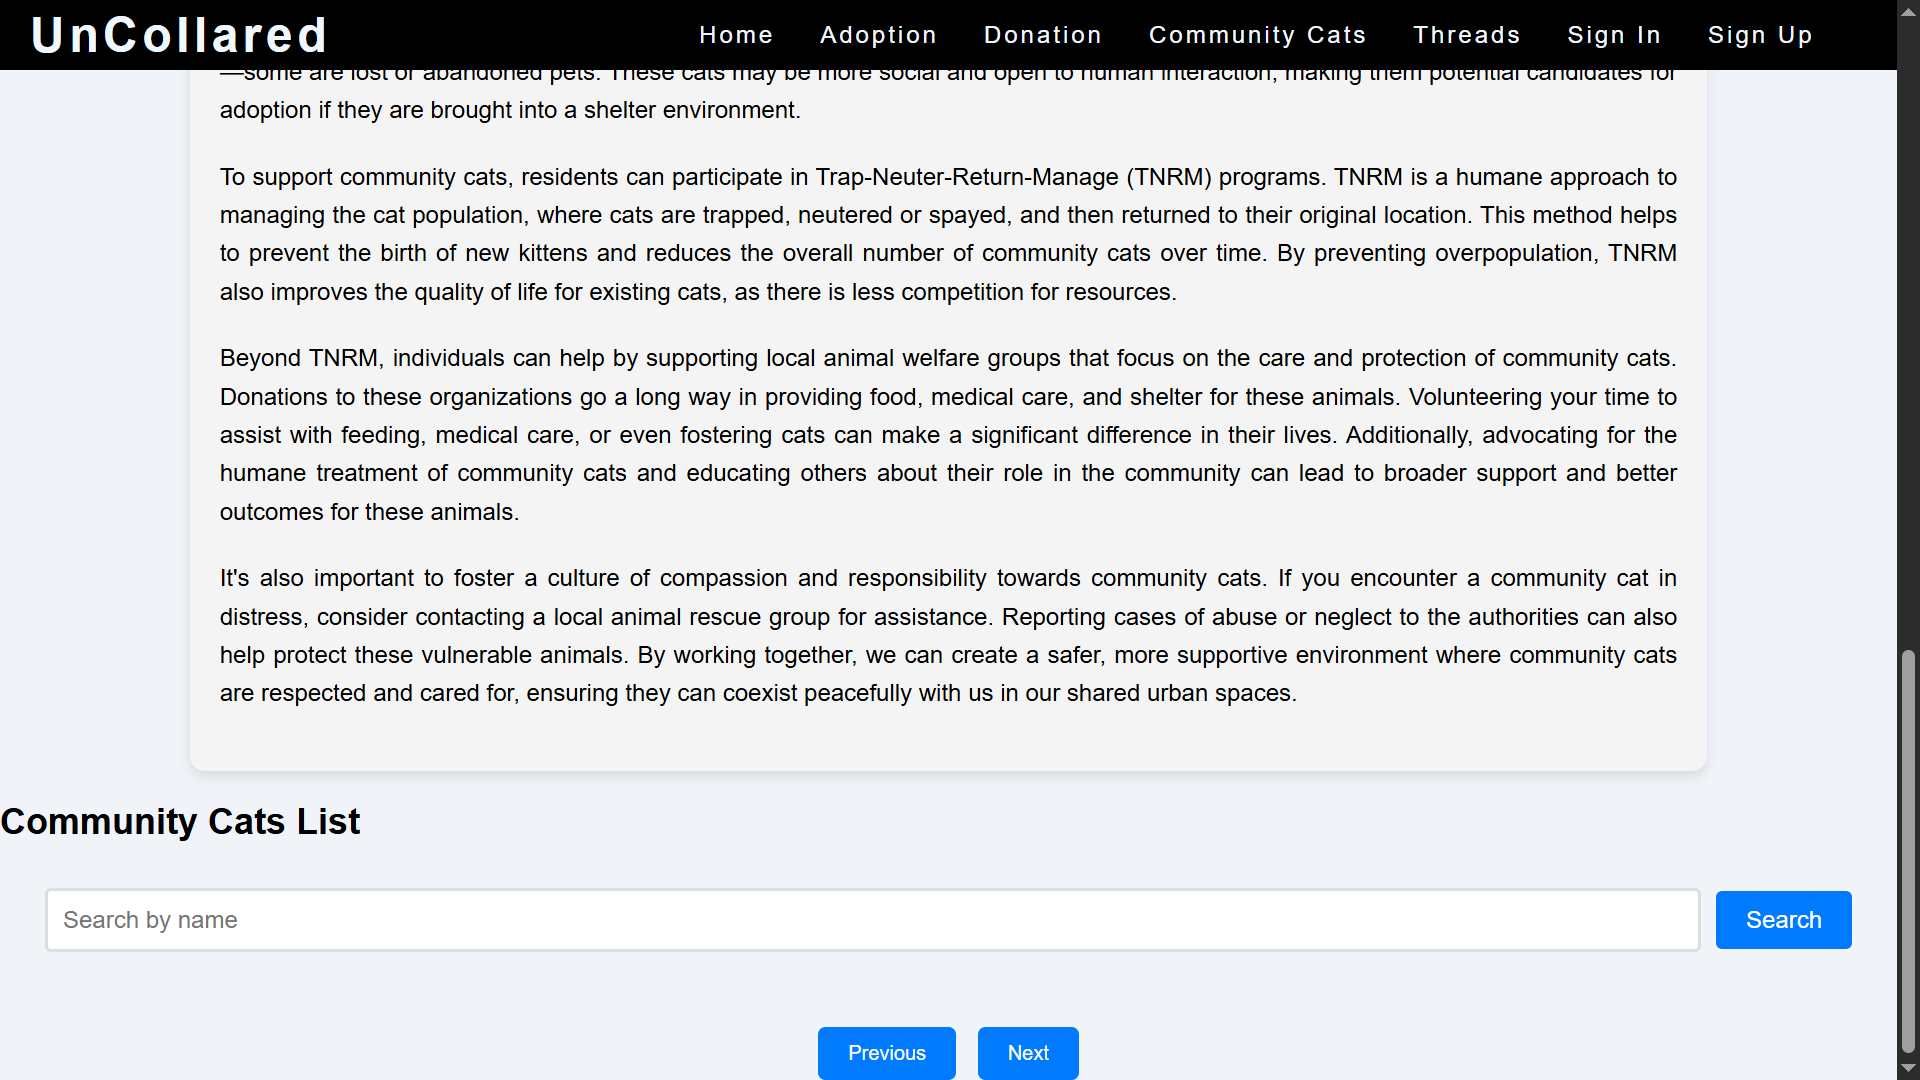 UnCollared
Home Adoption Donation Community Cats Threads Sign In Sign Up
—some are lost or abandoned pets. These cats may be more social and open to human interaction, making them potential candidates for
adoption if they are brought into a shelter environment.
To support community cats, residents can participate in Trap-Neuter-Return-Manage (TNRM) programs. TNRM is a humane approach to
managing the cat population, where cats are trapped, neutered or spayed, and then returned to their original location. This method helps
to prevent the birth of new kittens and reduces the overall number of community cats over time. By preventing overpopulation, TNRM
also improves the quality of life for existing cats, as there is less competition for resources.
Beyond TNRM, individuals can help by supporting local animal welfare groups that focus on the care and protection of community cats.
Donations to these organizations go a long way in providing food, medical care, and shelter for these animals. Volunteering your time to
assist with feeding, medical care, or even fostering cats can make a significant difference in their lives. Additionally, advocating for the
humane treatment of community cats and educating others about their role in the community can lead to broader support and better
outcomes for these animals.
It's also important to foster a culture of compassion and responsibility towards community cats. If you encounter a community cat in
distress, consider contacting a local animal rescue group for assistance. Reporting cases of abuse or neglect to the authorities can also
help protect these vulnerable animals. By working together, we can create a safer, more supportive environment where community cats
are respected and cared for, ensuring they can coexist peacefully with us in our shared urban spaces.
Community Cats List
Search by name
Search
Previous Next